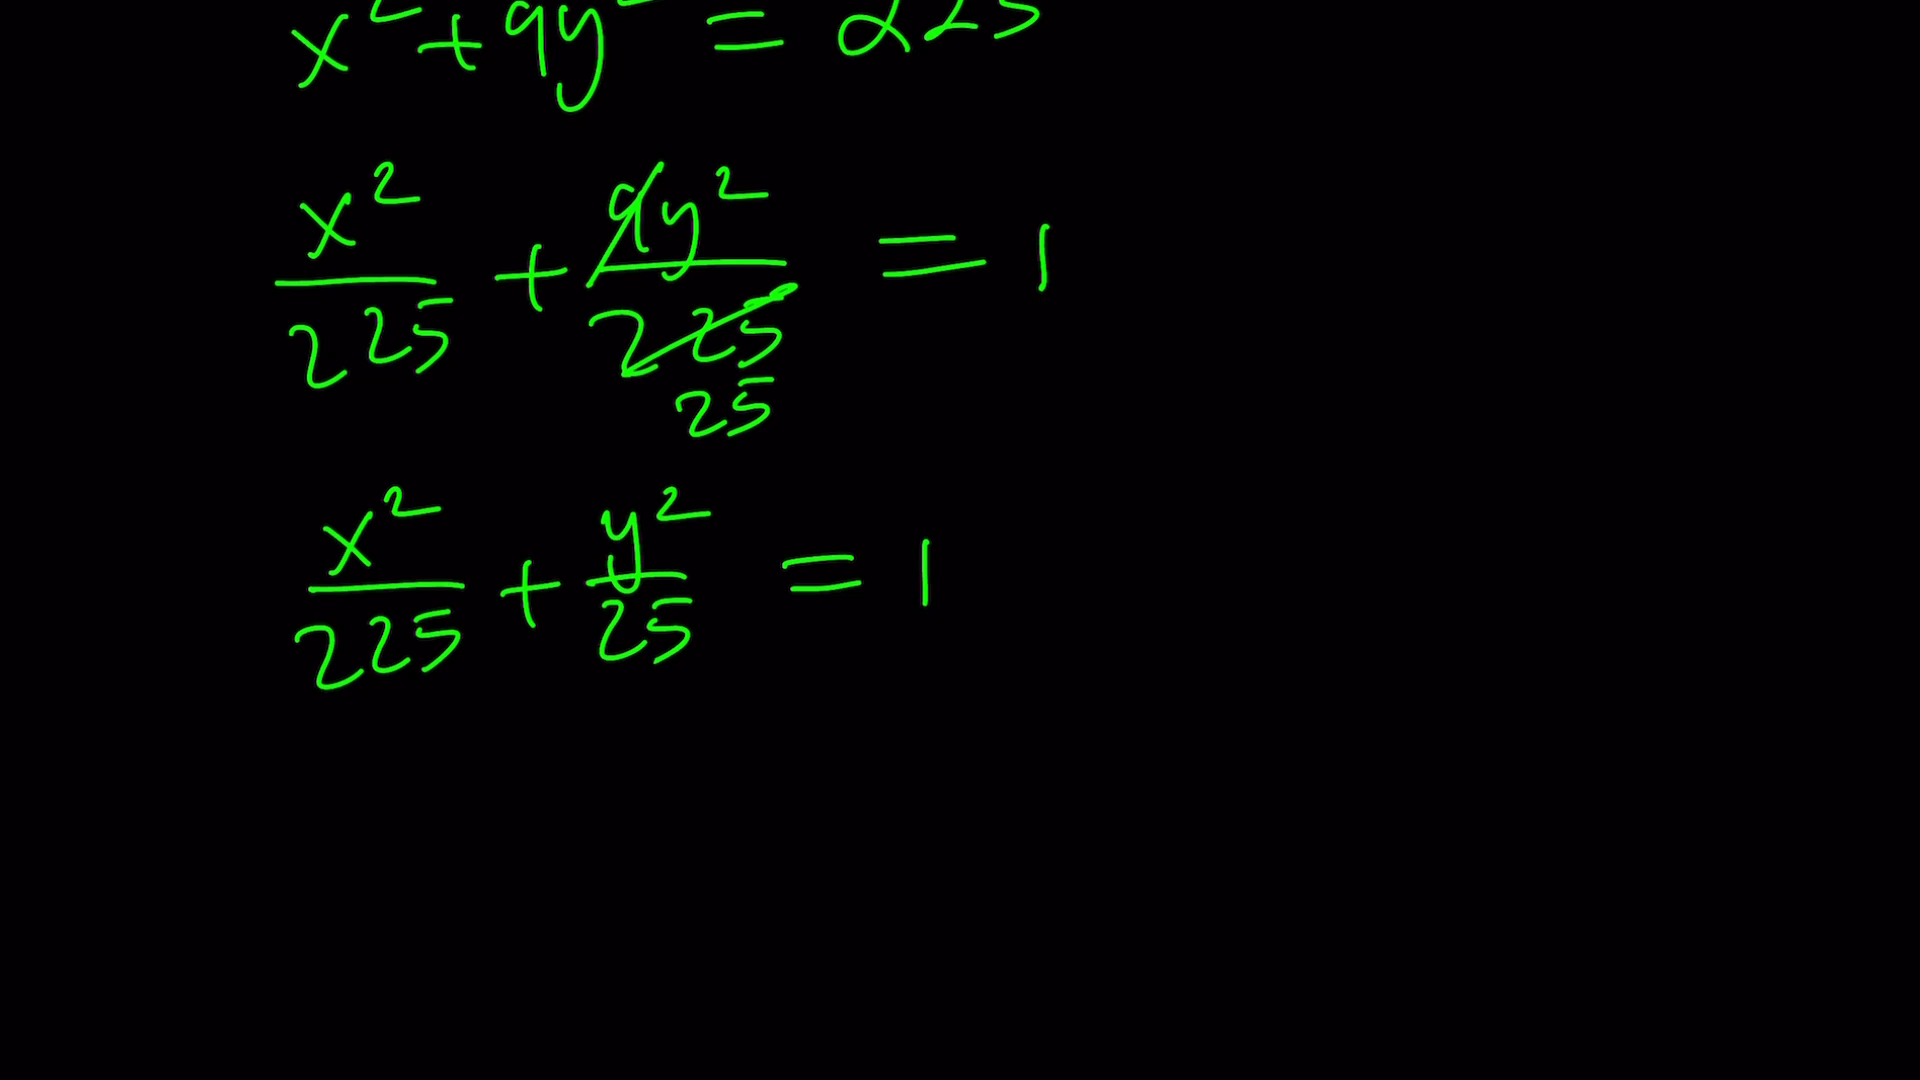 x² + 9y² = 225
x²/225 + 9y²/225 = 1
25
x²/225 + y²/25 = 1